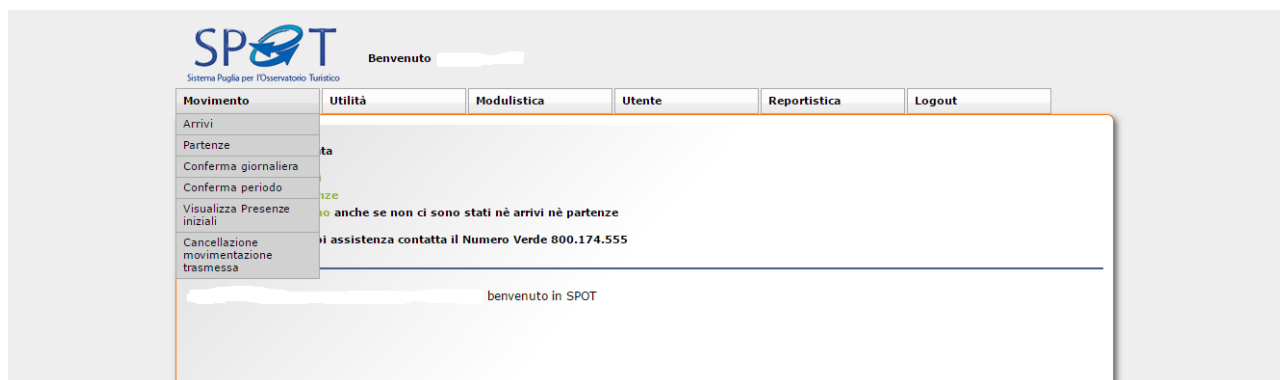 SPOT
Sistema Puglia per l'Osservatorio Turistico
Benvenuto
Movimento Utilità Modulistica Utente Reportistica Logout
Arrivi
Partenze
Conferma giornaliera
Conferma periodo
Visualizza Presenze
iniziali
Cancellazione
movimentazione
trasmessa
ta
i
nze
no anche se non ci sono stati nè arrivi nè partenze
oi assistenza contatta il Numero Verde 800.174.555
benvenuto in SPOT